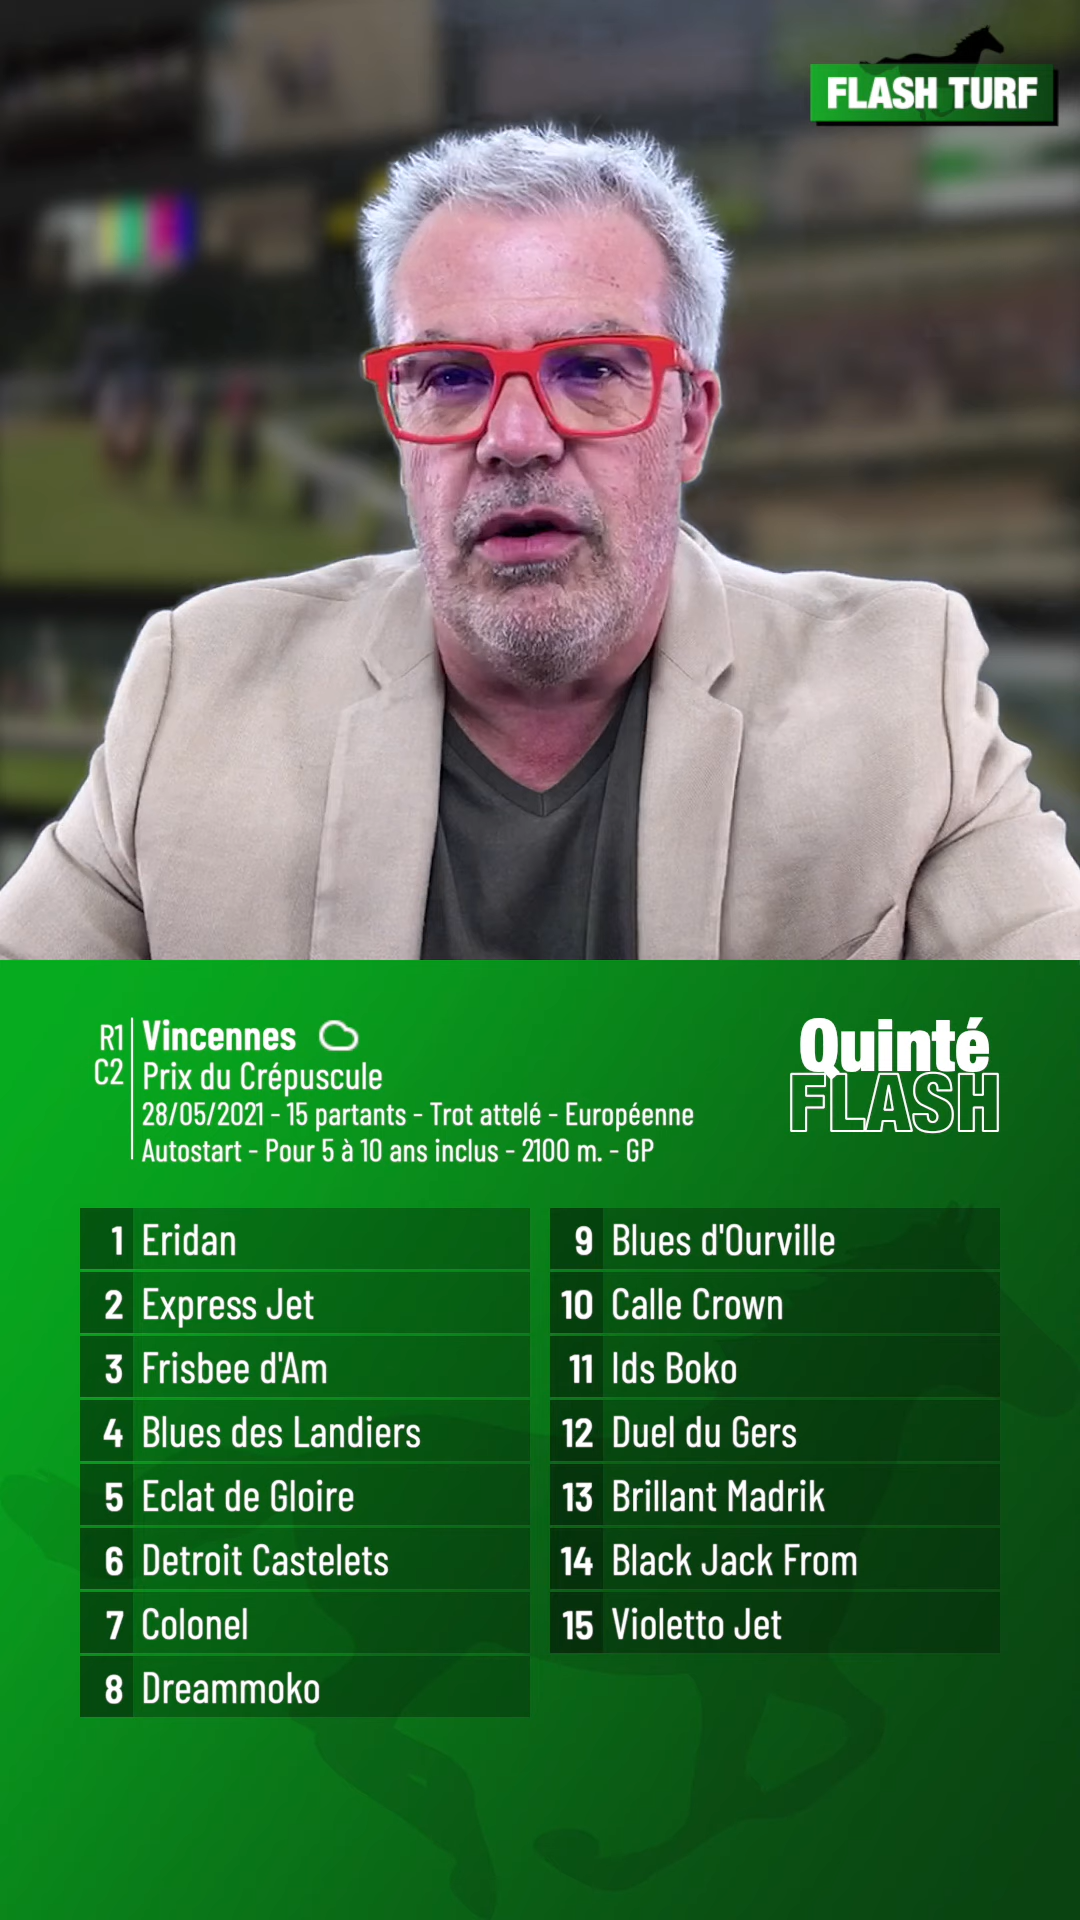 FLASH TURF
R1
C2
Vincennes
Prix du Crépuscule
28/05/2021 - 15 partants - Trot attelé - Européenne
Autostart - Pour 5 à 10 ans inclus - 2100 m. - GP
Quinté
FLASH
1 Eridan
2 Express Jet
3 Frisbee d'Am
4 Blues des Landiers
5 Eclat de Gloire
6 Detroit Castelets
7 Colonel
8 Dreammoko
9 Blues d'Ourville
10 Calle Crown
11 Ids Boko
12 Duel du Gers
13 Brillant Madrik
14 Black Jack From
15 Violetto Jet